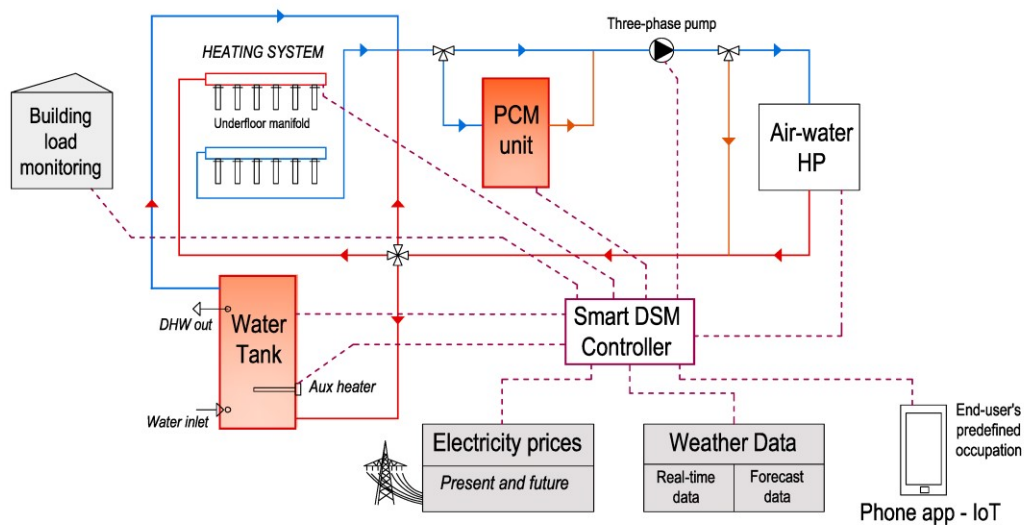 Three-phase pump
HEATING SYSTEM
Underfloor manifold
Building
load
monitoring
PCM
unit
Air-water
HP
DHW out
Water
Tank
Aux heater
Water inlet
Smart DSM
Controller
Electricity prices
Present and future
Weather Data
Real-time
data
Forecast
data
End-user's
predefined
occupation
Phone app - IoT